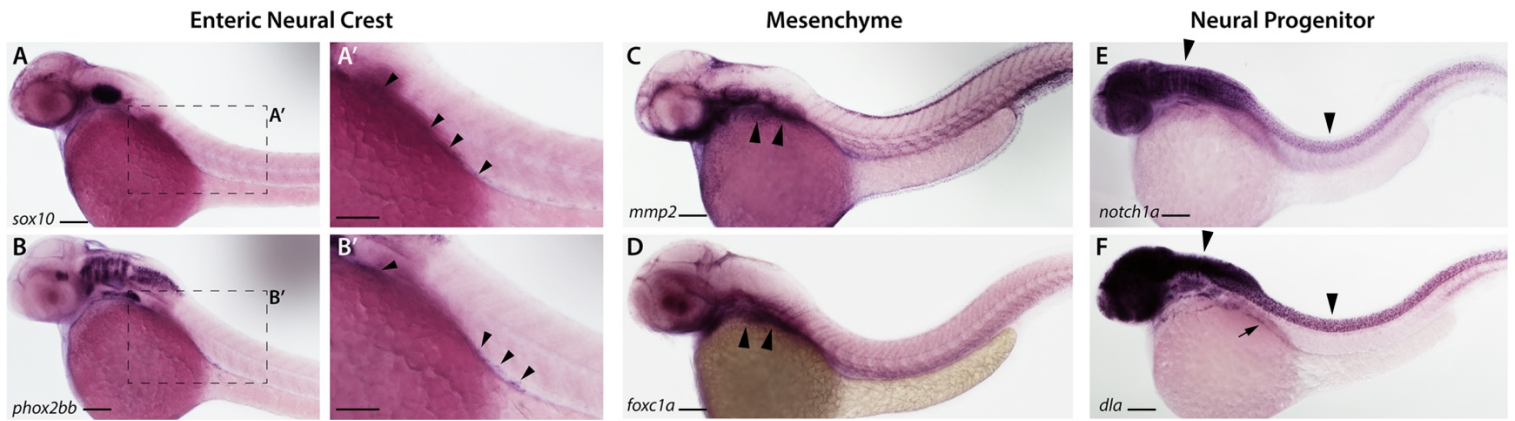 Enteric Neural Crest
Mesenchyme
Neural Progenitor
A
A'
A'
sox10
B
B'
B'
phox2bb
C
mmp2
D
foxc1a
E
notch1a
F
dla